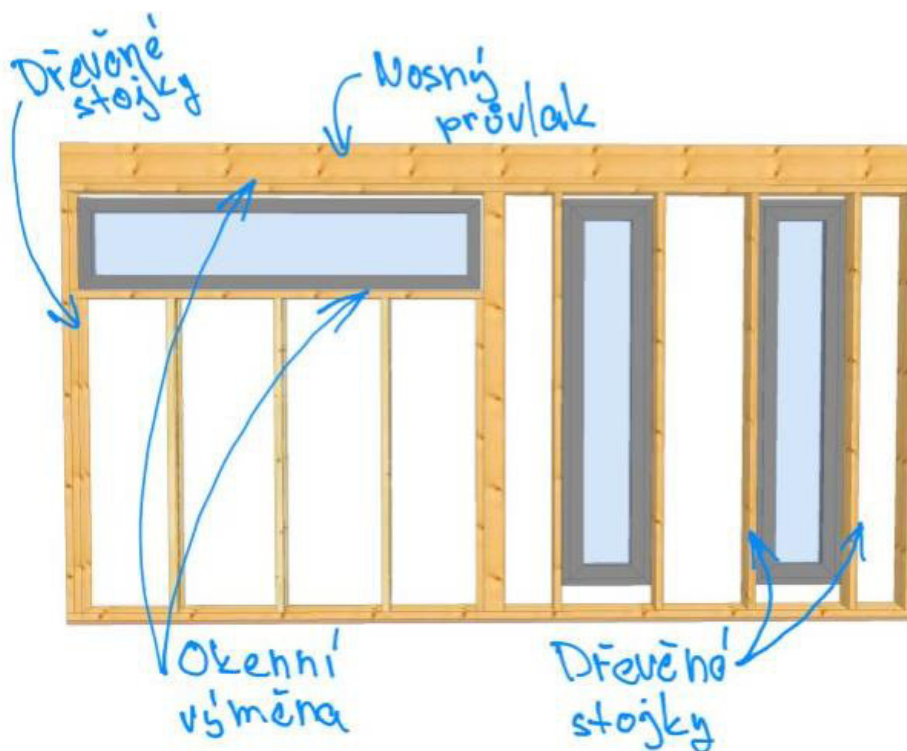 Dřevěné
stojky
Nosný
průvlak
Okenní
výměna
Dřevěné
stojky